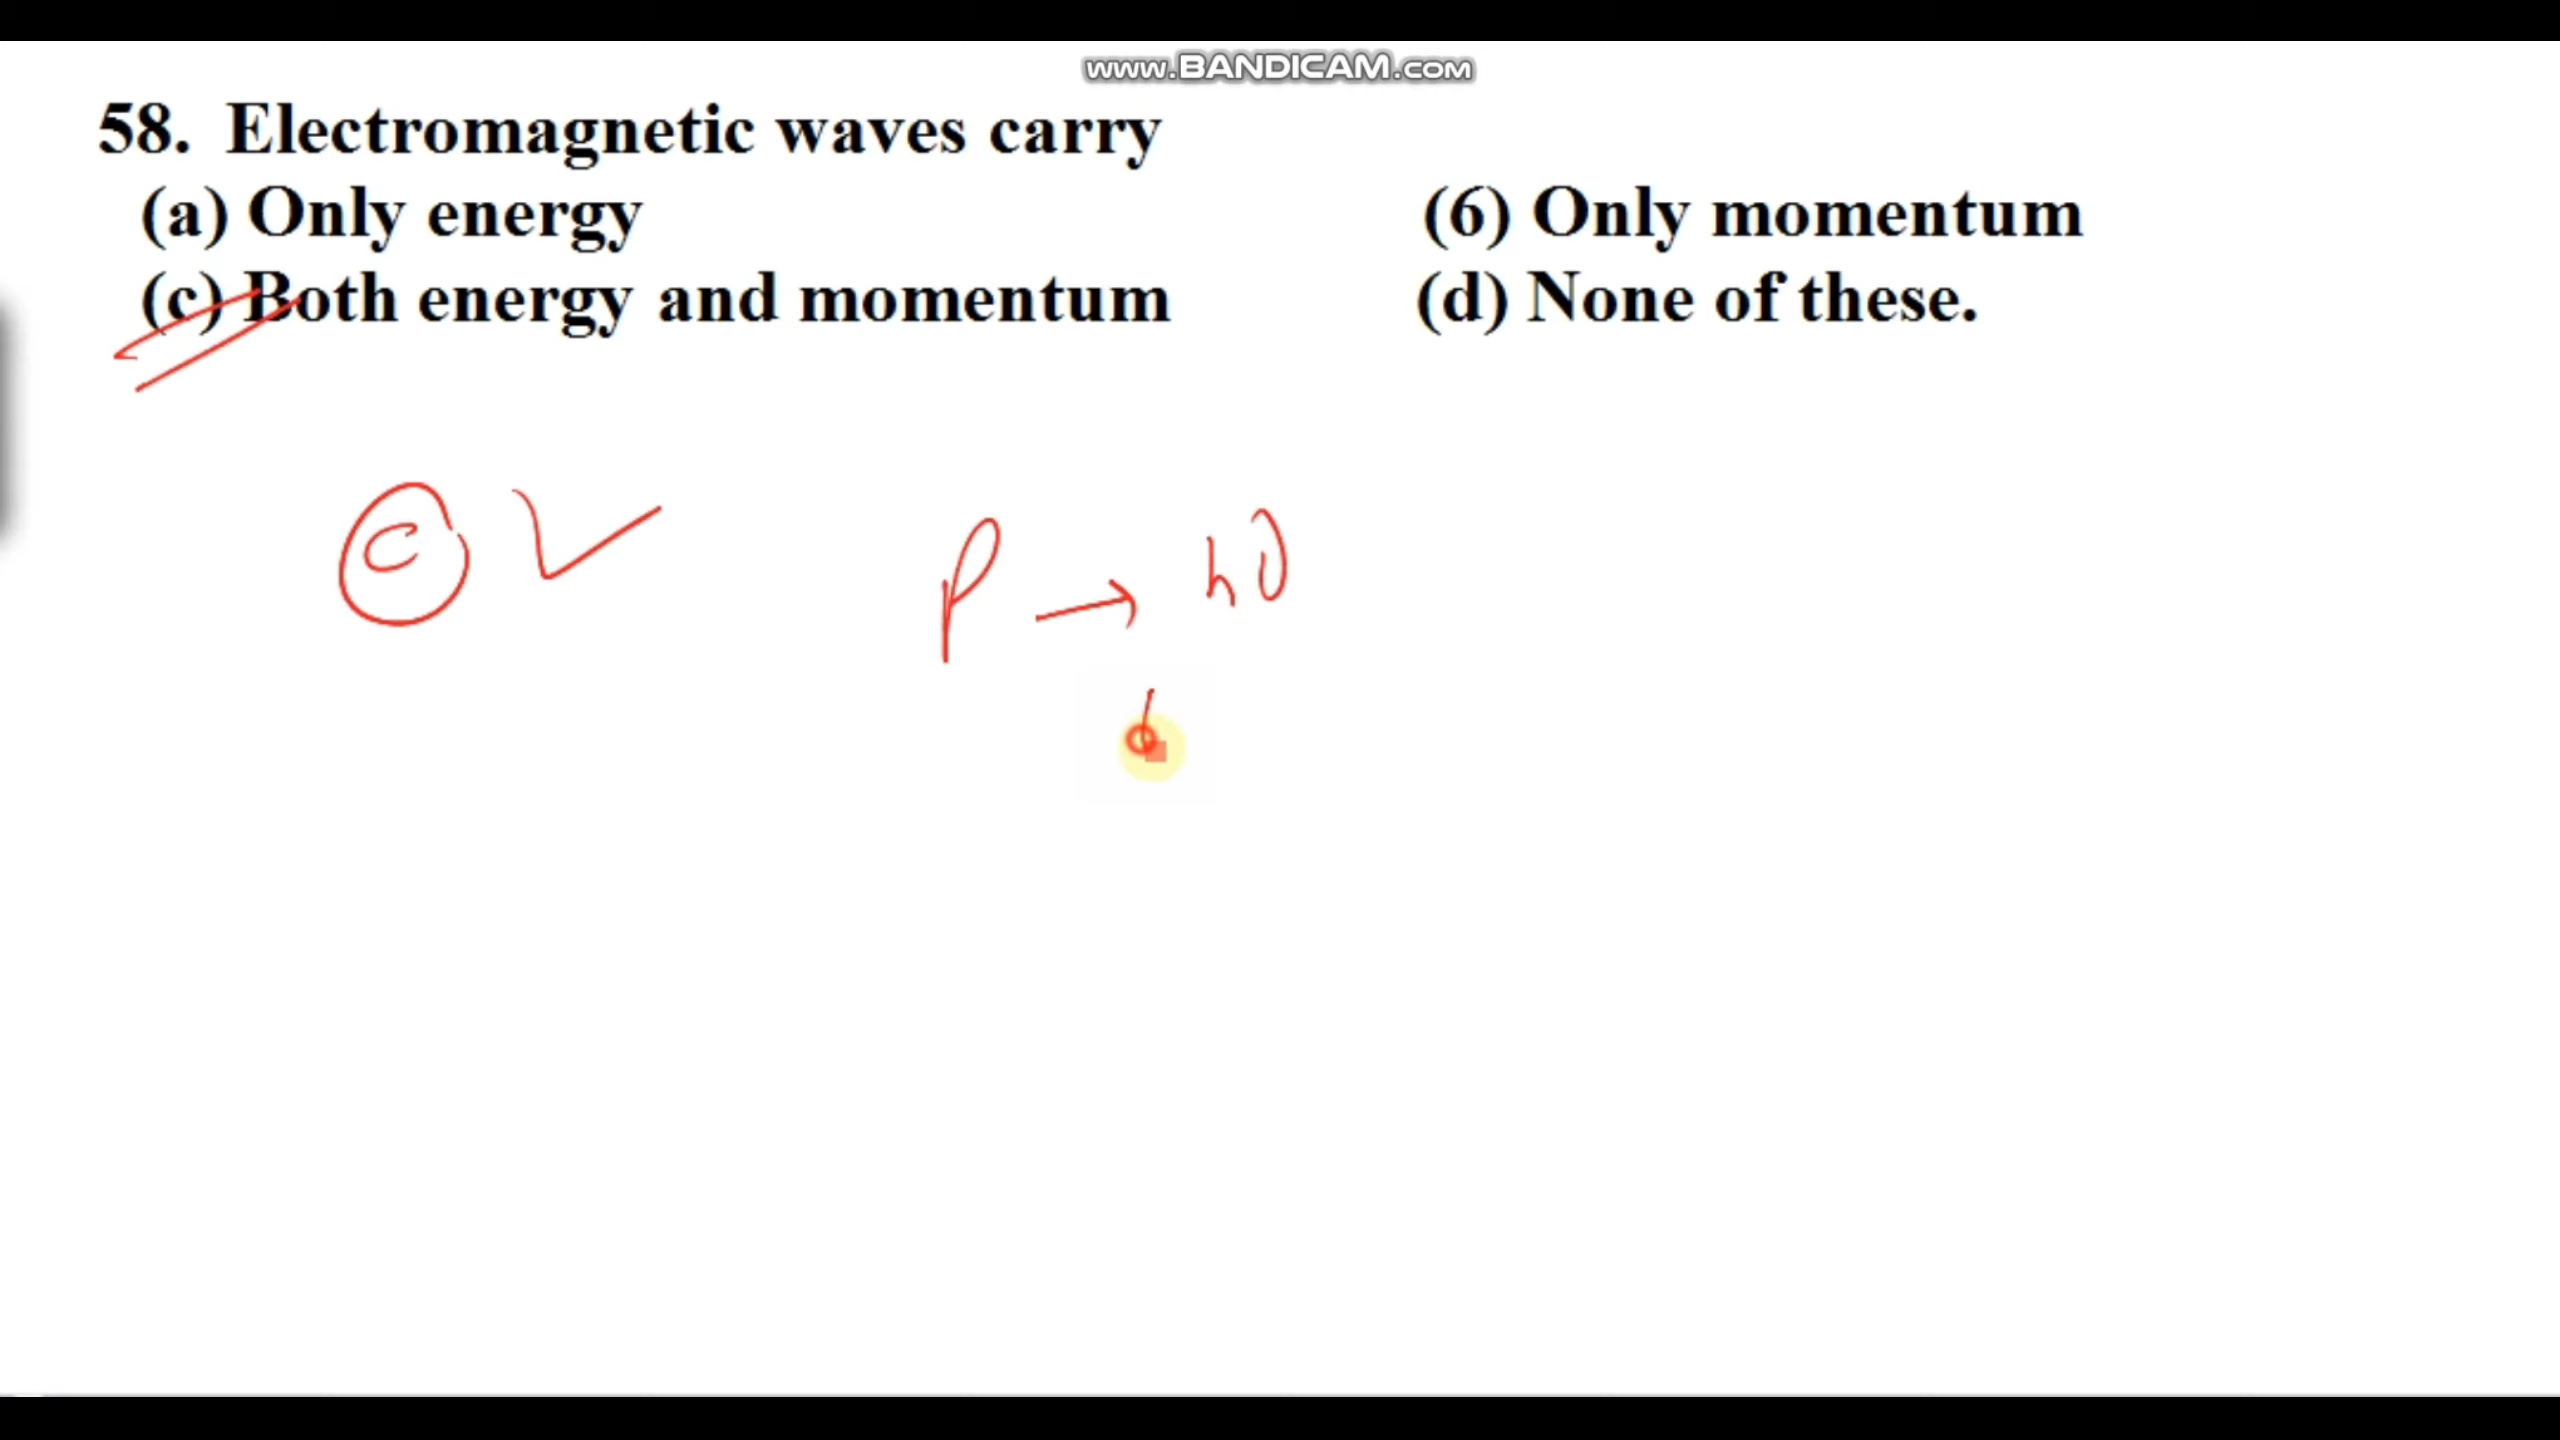 www.BANDICAM.com
58. Electromagnetic waves carry
(a) Only energy (6) Only momentum
(c) Both energy and momentum (d) None of these.
c
P → hν